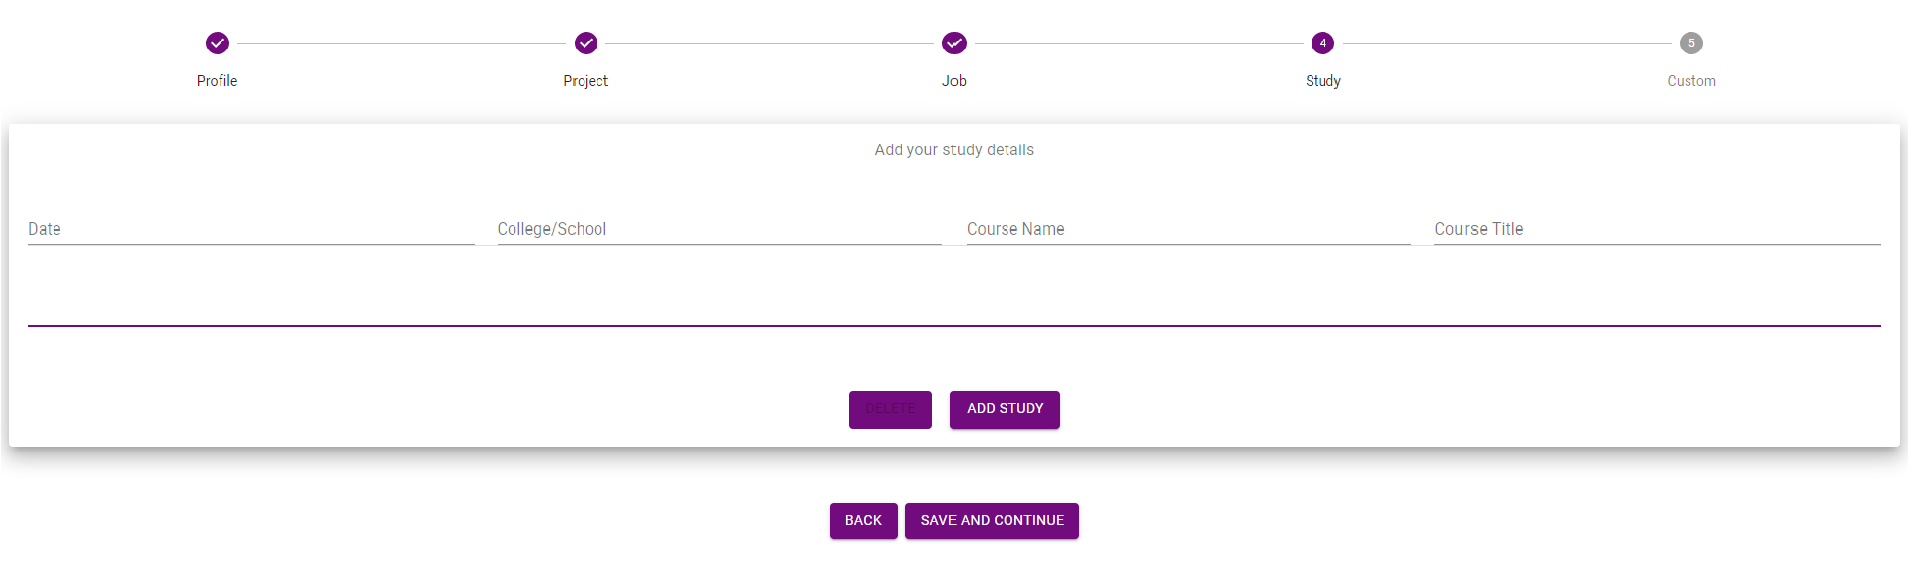 4 5
Profile Project Job Study Custom
Add your study details
Date College/School Course Name Course Title
DELETE ADD STUDY
BACK SAVE AND CONTINUE